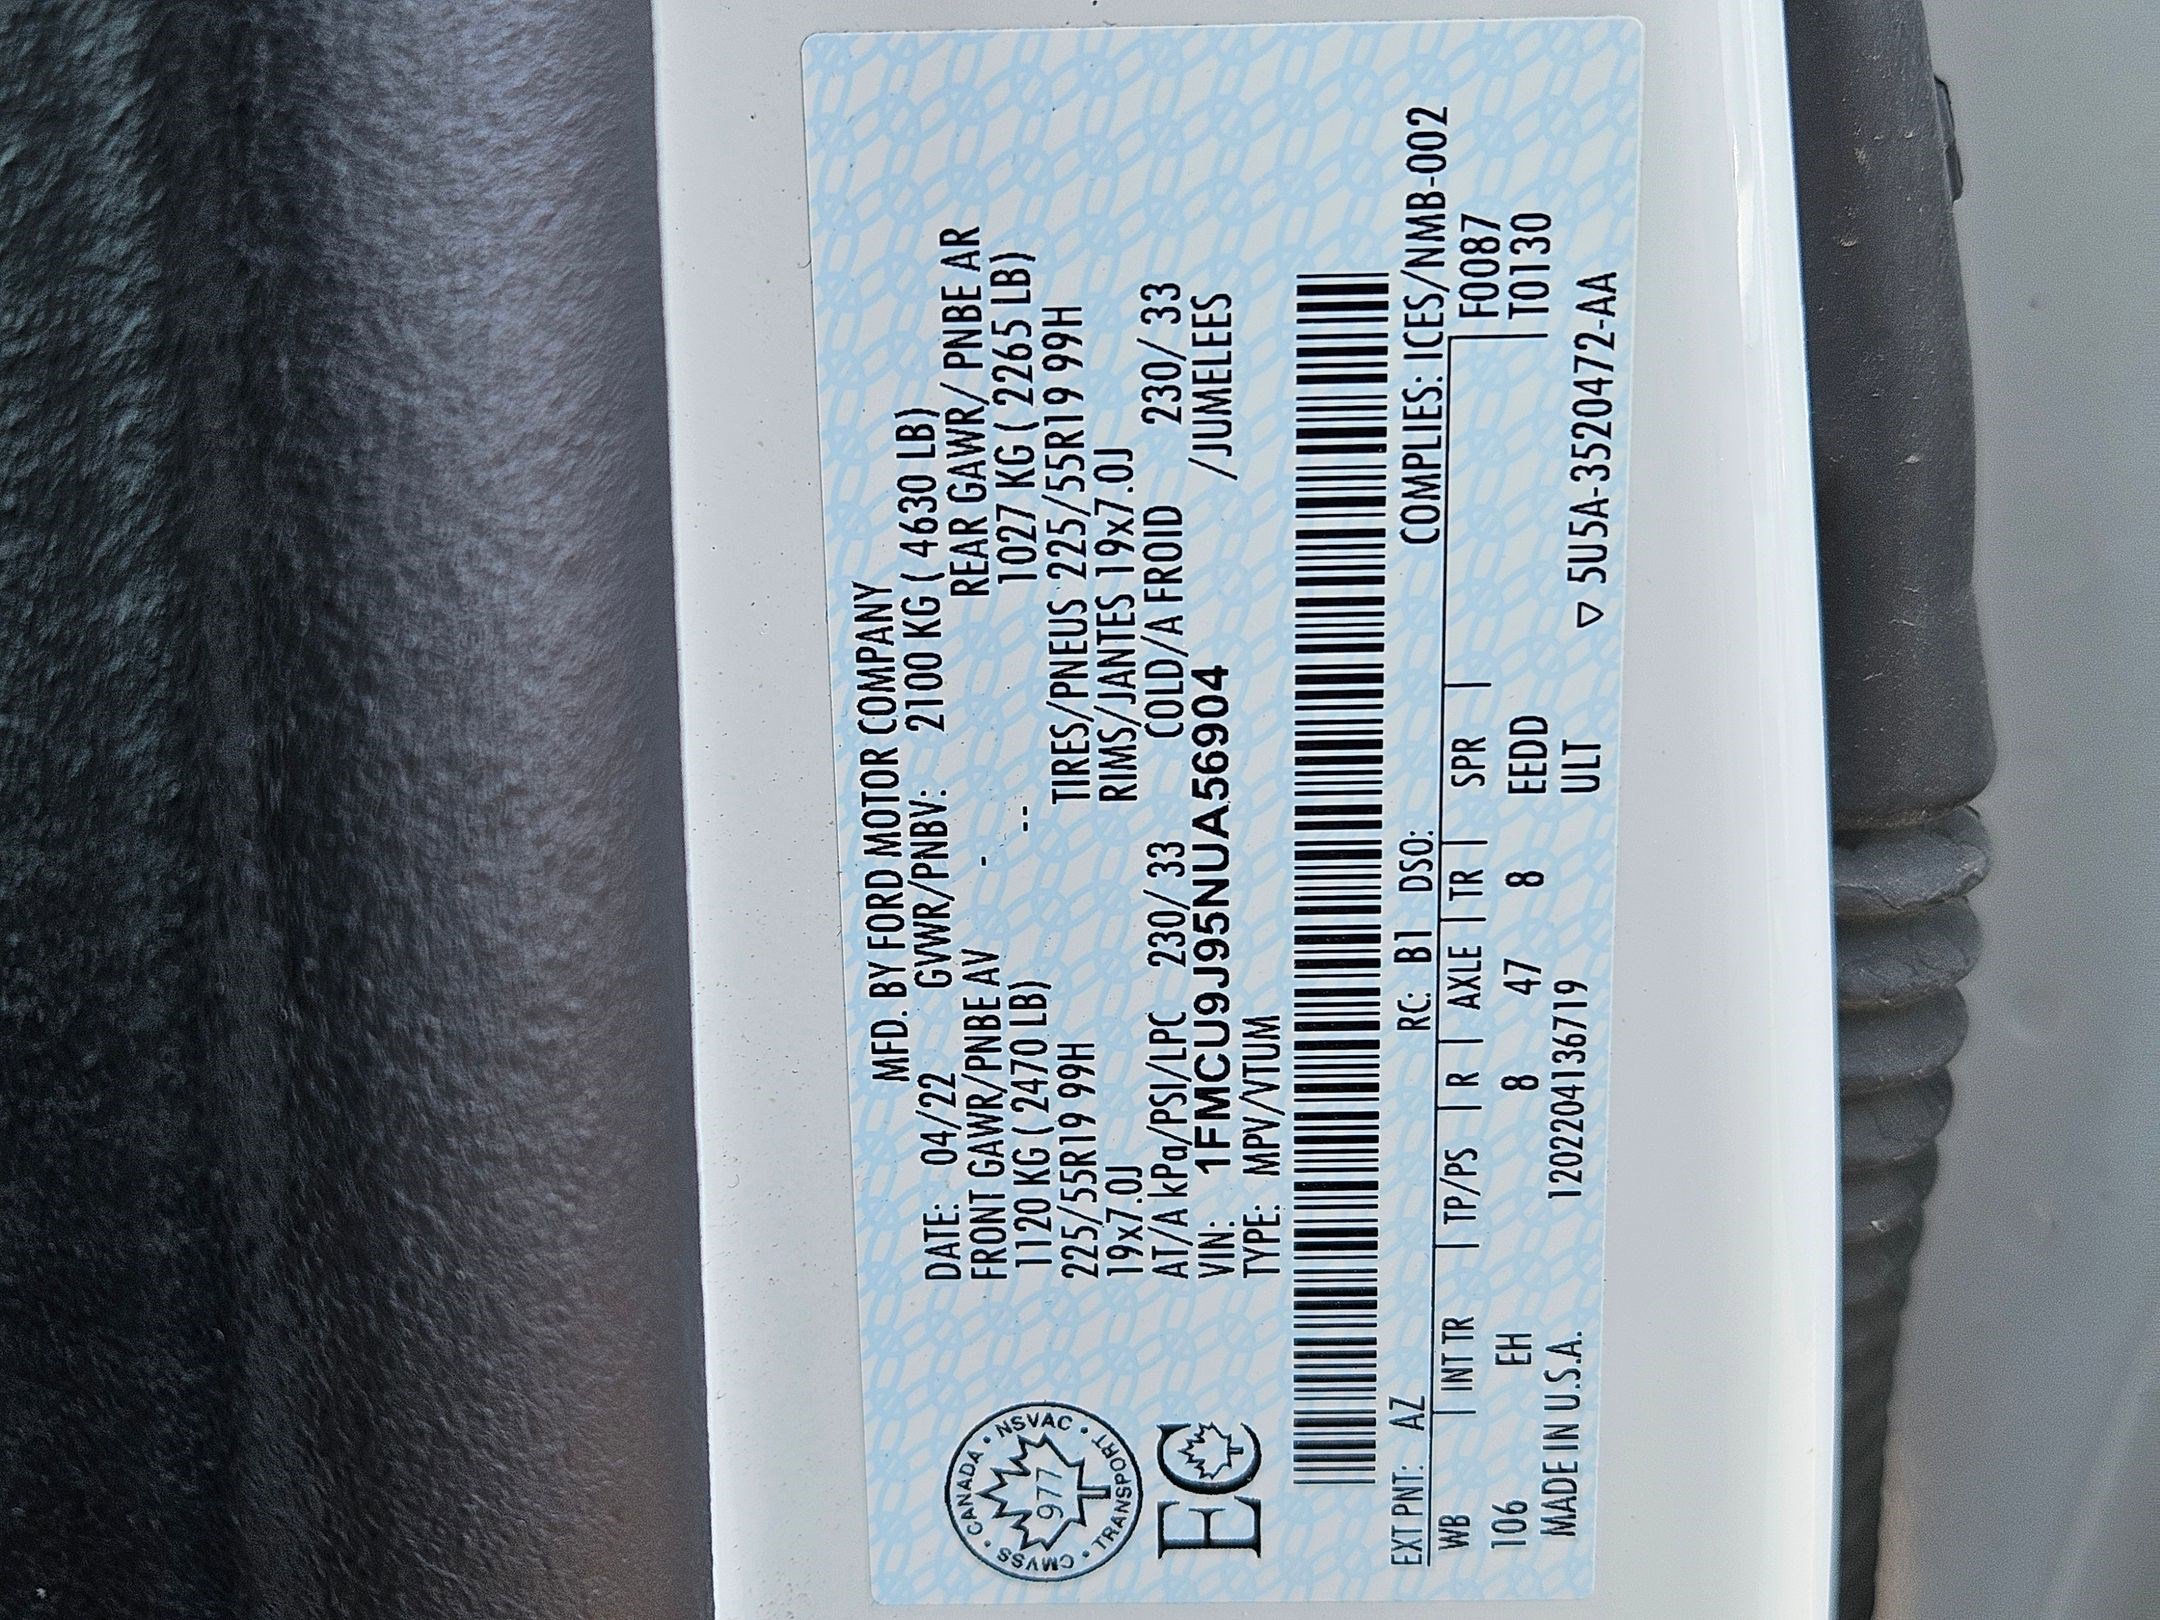 MFD. BY FORD MOTOR COMPANY
DATE: 04/22 GVWR/PNBV: 2100 KG ( 4630 LB)
FRONT GAWR/PNBE AV - REAR GAWR/ PNBE AR
1120 KG ( 2470 LB) -- 1027 KG ( 2265 LB)
225/55R19 99H TIRES/PNEUS 225/55R19 99H
19x7.0J RIMS/JANTES 19x7.0J
AT/A kPa/PSI/LPC 230/ 33 COLD/A FROID 230/ 33
VIN: 1FMCU9J95NUA56904 /JUMELEES
TYPE: MPV/VTUM
CANADA • NSVAC • TRANSPORT • CMVSS •
977
EC
EXT PNT: AZ RC: B1 DSO: COMPLIES: ICES/NMB-002
WB INT TR TP/PS R AXLE TR SPR F0087
106 EH 8 47 8 EEDD T0130
MADE IN U.S.A. 1202204136719 ULT ▽ 5U5A-3520472-AA